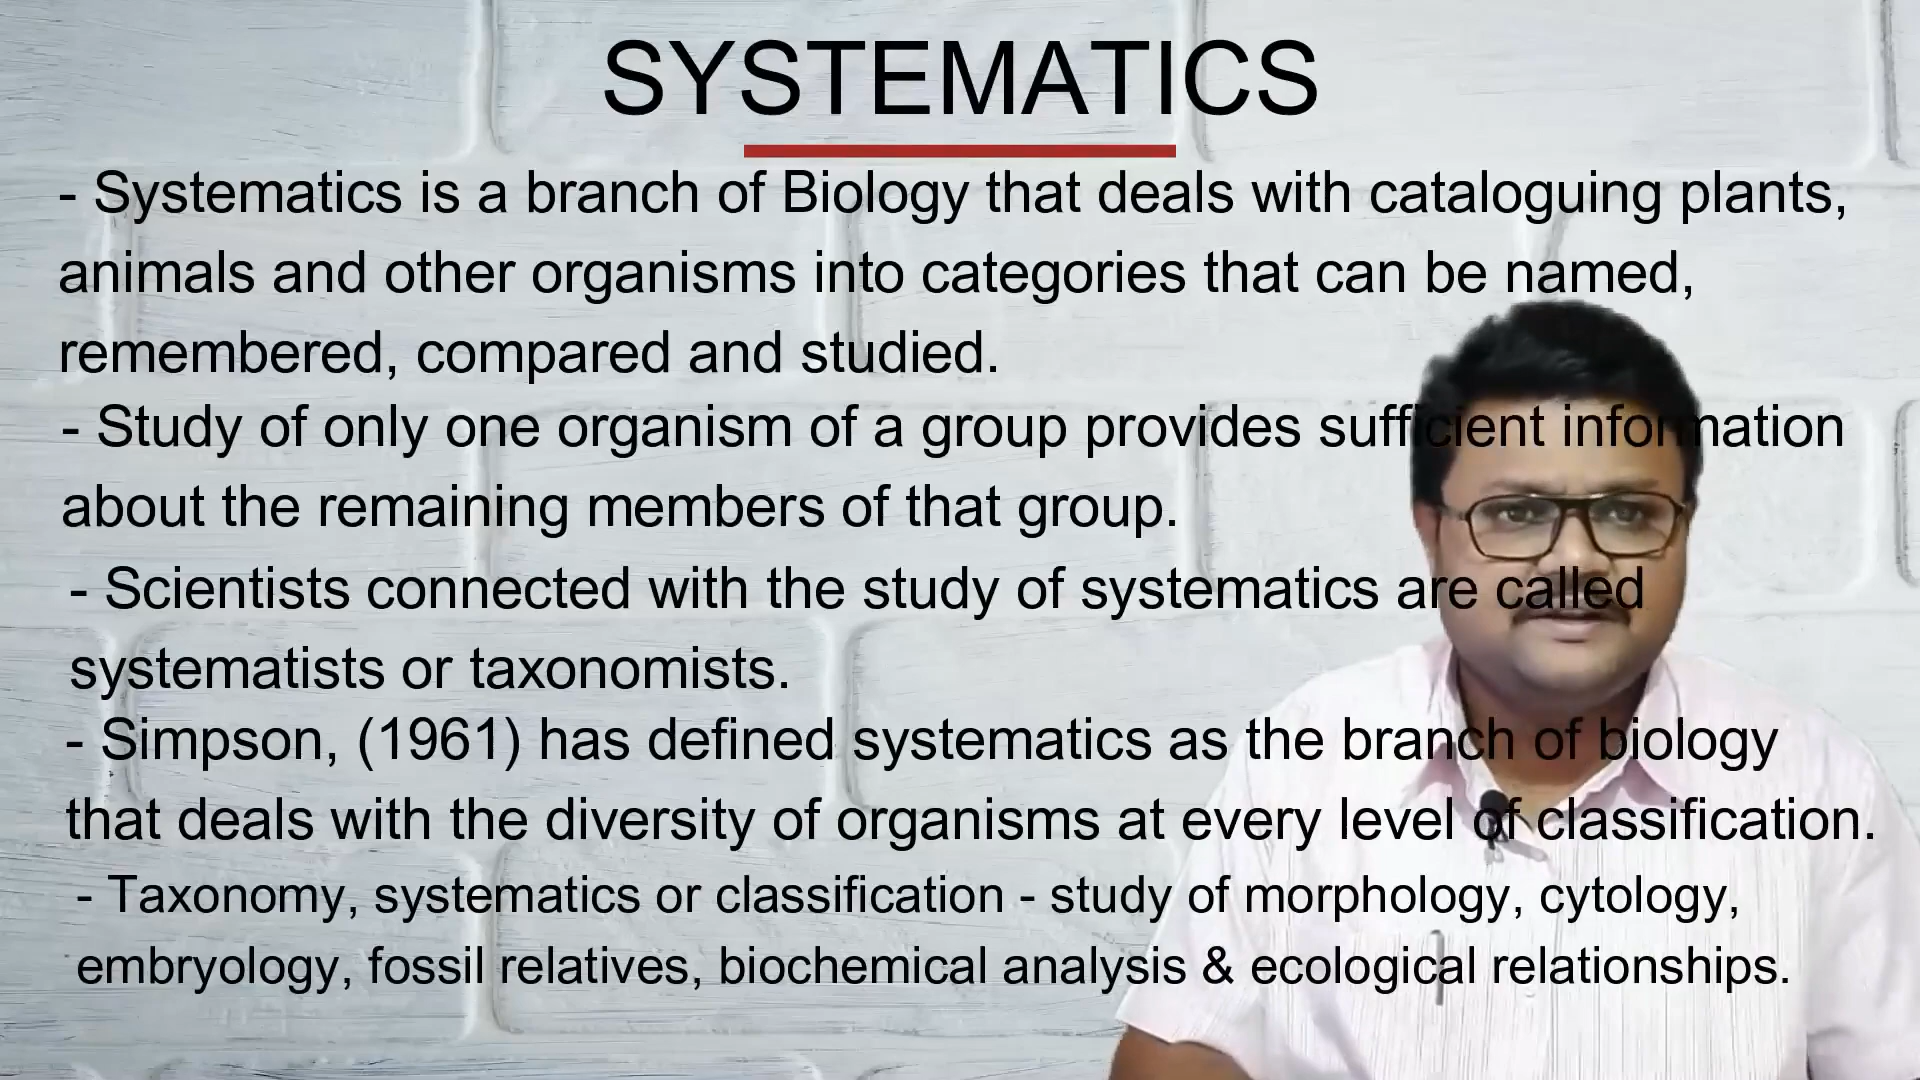 SYSTEMATICS
- Systematics is a branch of Biology that deals with cataloguing plants,
animals and other organisms into categories that can be named,
remembered, compared and studied.
- Study of only one organism of a group provides sufficient information
about the remaining members of that group.
- Scientists connected with the study of systematics are called
systematists or taxonomists.
- Simpson, (1961) has defined systematics as the branch of biology
that deals with the diversity of organisms at every level of classification.
- Taxonomy, systematics or classification - study of morphology, cytology,
embryology, fossil relatives, biochemical analysis & ecological relationships.